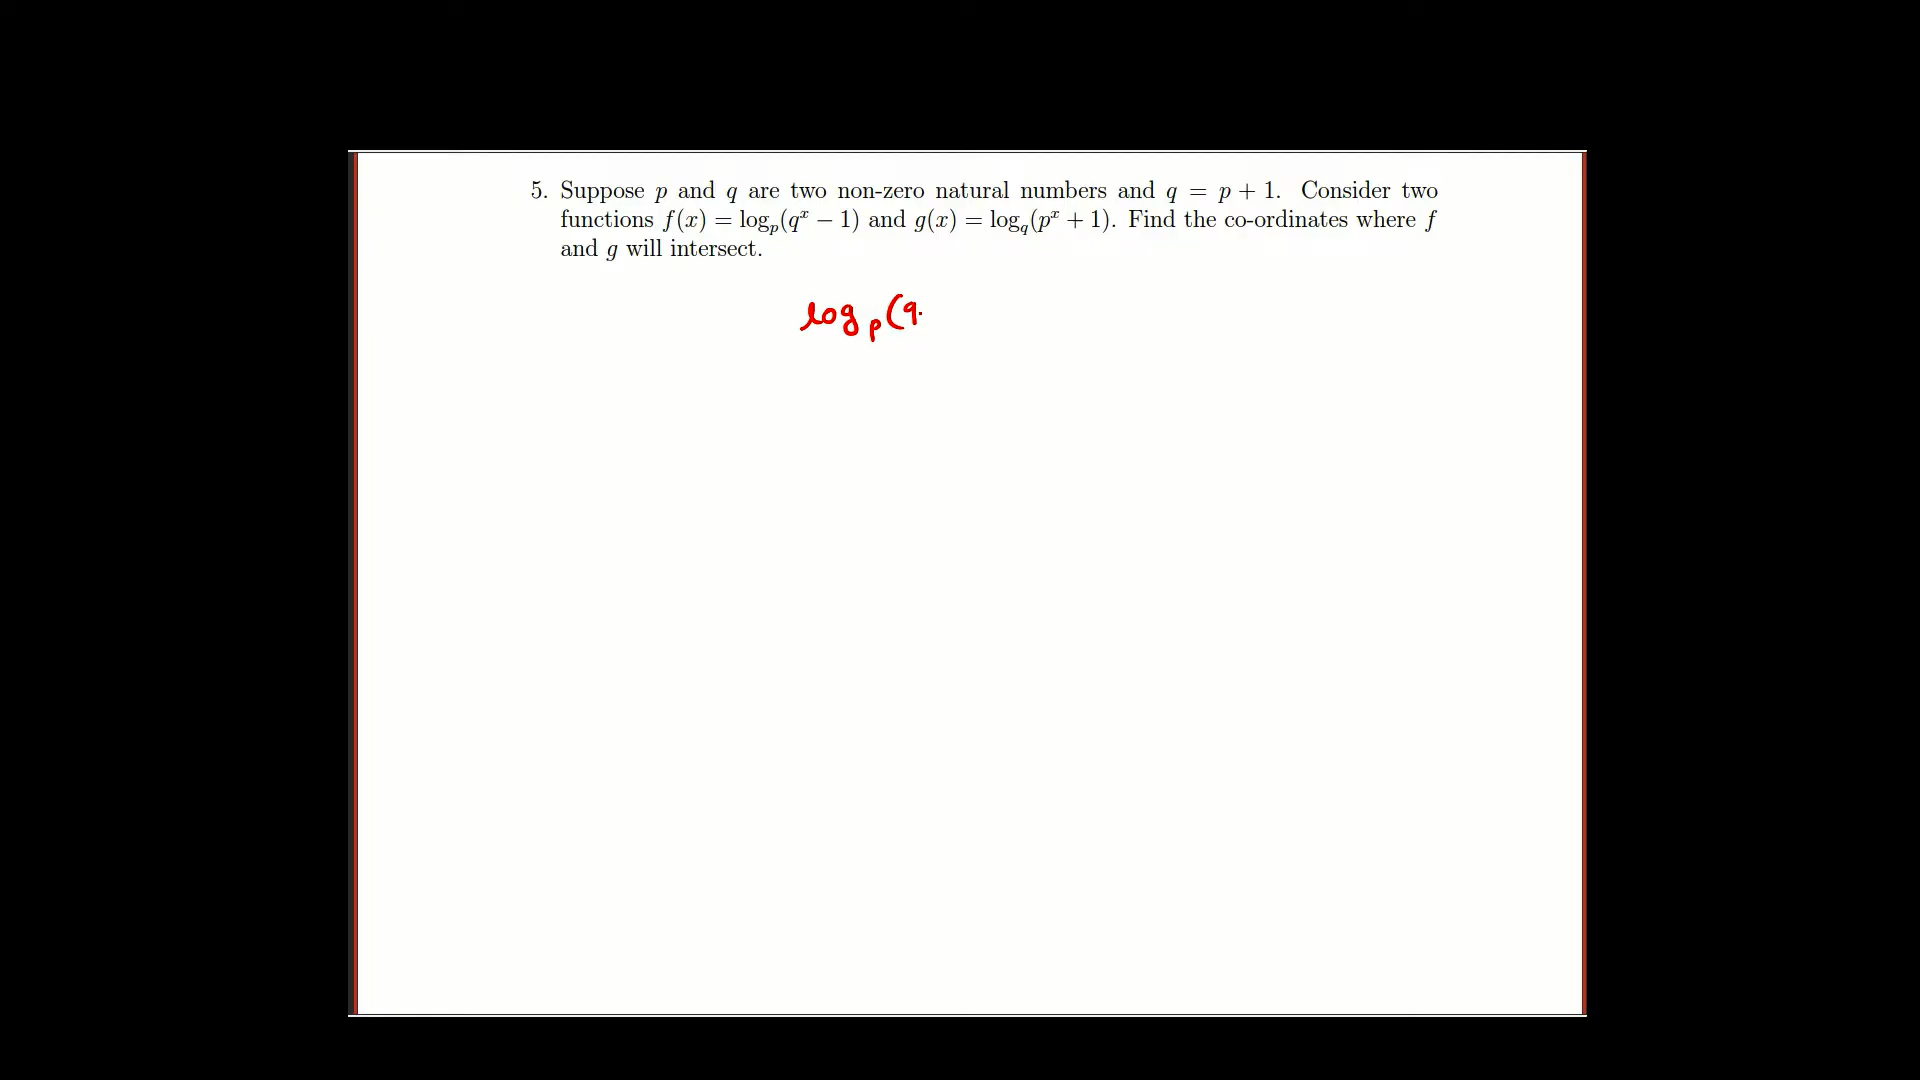 5. Suppose p and q are two non-zero natural numbers and q = p + 1. Consider two
functions f(x) = log_p(q^x − 1) and g(x) = log_q(p^x + 1). Find the co-ordinates where f
and g will intersect.
log_p(q